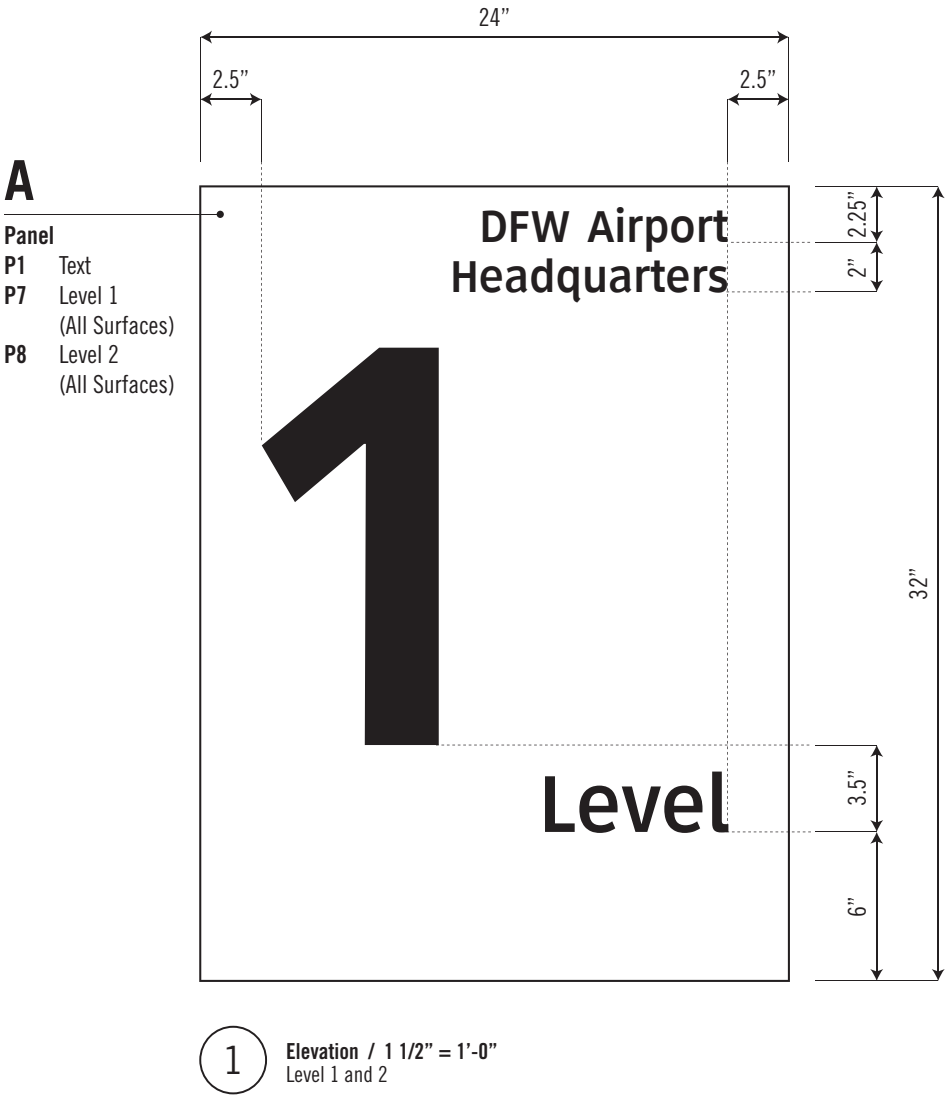 24”
2.5”
2.5”
A
Panel
P1 Text
P7 Level 1
(All Surfaces)
P8 Level 2
(All Surfaces)
DFW Airport
Headquarters
2.25”
2”
1
32”
Level
3.5”
6”
1
Elevation / 1 1/2” = 1’-0”
Level 1 and 2